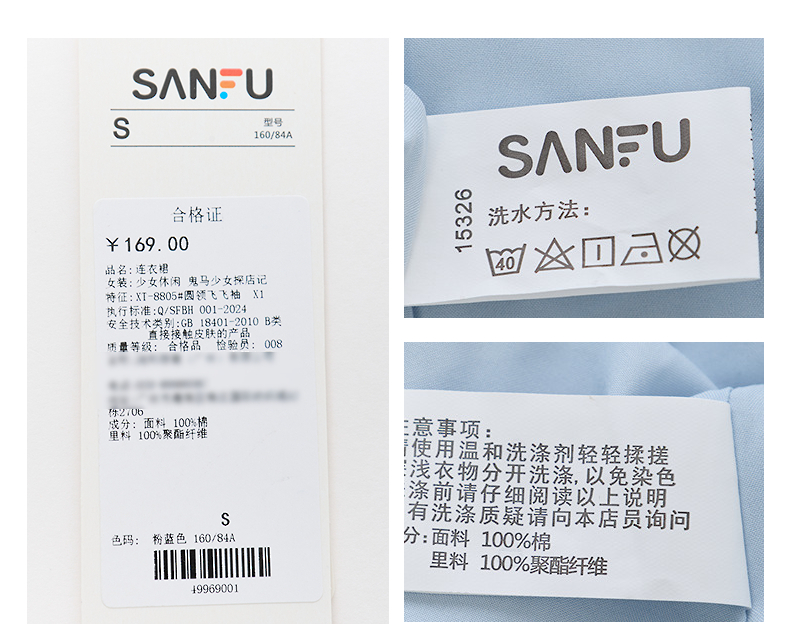 SANFU
S
型号
160/84A
合格证
￥169.00
品名:连衣裙
女装:少女休闲 鬼马少女探店记
特征:XT-8805#圆领飞飞袖 X1
执行标准:Q/SFBH 001-2024
安全技术类别:GB 18401-2010 B类
直接接触皮肤的产品
质量等级: 合格品 检验员: 008
栋2706
成分: 面料 100%棉
里料 100%聚酯纤维
S
色码: 粉蓝色 160/84A
49969001
SANFU
15326
洗水方法:
40
注意事项:
请使用温和洗涤剂轻轻揉搓
深浅衣物分开洗涤,以免染色
洗涤前请仔细阅读以上说明
有洗涤质疑请向本店员询问
分:面料 100%棉
里料 100%聚酯纤维